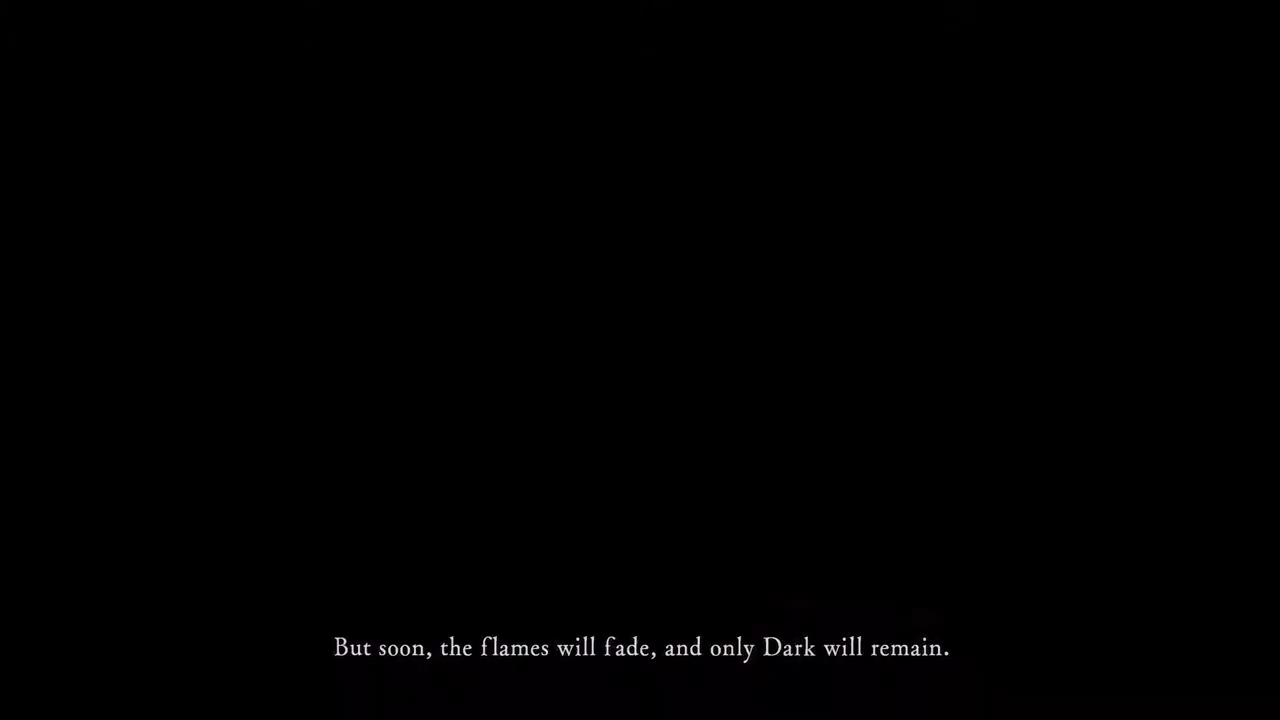 But soon, the flames will fade, and only Dark will remain.